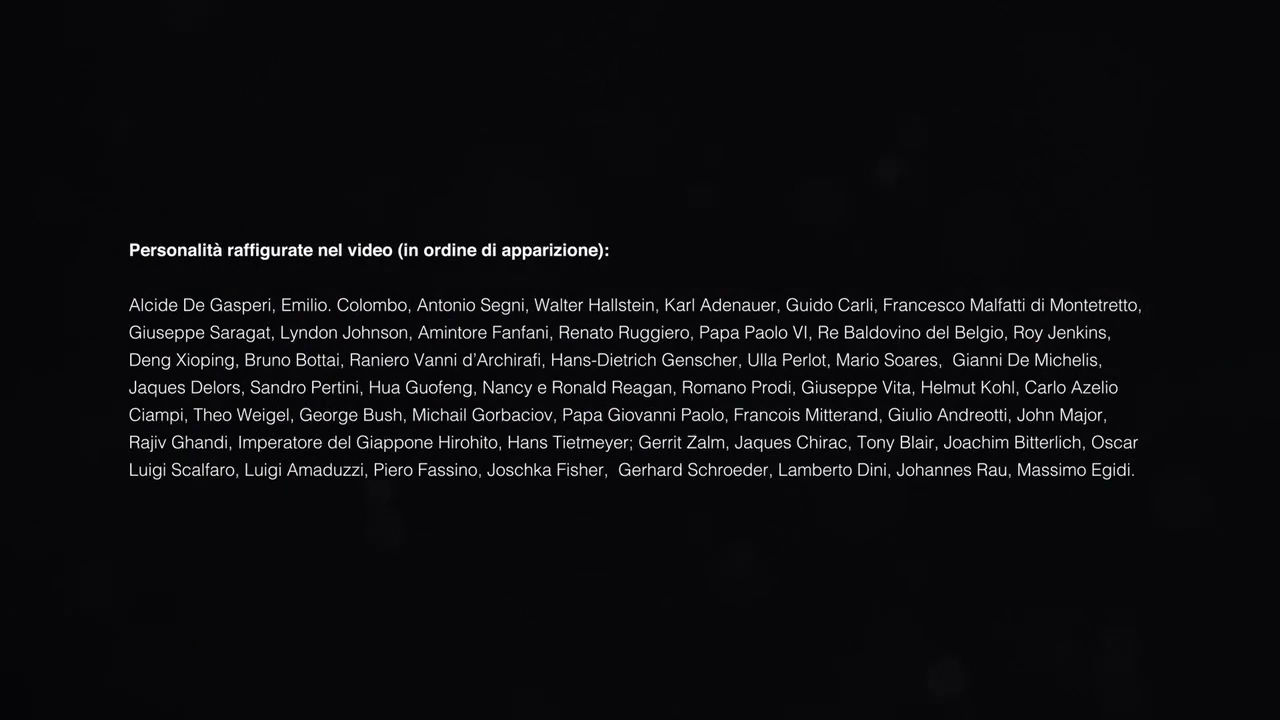 Personalità raffigurate nel video (in ordine di apparizione):
Alcide De Gasperi, Emilio. Colombo, Antonio Segni, Walter Hallstein, Karl Adenauer, Guido Carli, Francesco Malfatti di Montetretto,
Giuseppe Saragat, Lyndon Johnson, Amintore Fanfani, Renato Ruggiero, Papa Paolo VI, Re Baldovino del Belgio, Roy Jenkins,
Deng Xioping, Bruno Bottai, Raniero Vanni d'Archirafi, Hans-Dietrich Genscher, Ulla Perlot, Mario Soares,  Gianni De Michelis,
Jaques Delors, Sandro Pertini, Hua Guofeng, Nancy e Ronald Reagan, Romano Prodi, Giuseppe Vita, Helmut Kohl, Carlo Azelio
Ciampi, Theo Weigel, George Bush, Michail Gorbaciov, Papa Giovanni Paolo, Francois Mitterand, Giulio Andreotti, John Major,
Rajiv Ghandi, Imperatore del Giappone Hirohito, Hans Tietmeyer; Gerrit Zalm, Jaques Chirac, Tony Blair, Joachim Bitterlich, Oscar
Luigi Scalfaro, Luigi Amaduzzi, Piero Fassino, Joschka Fisher,  Gerhard Schroeder, Lamberto Dini, Johannes Rau, Massimo Egidi.